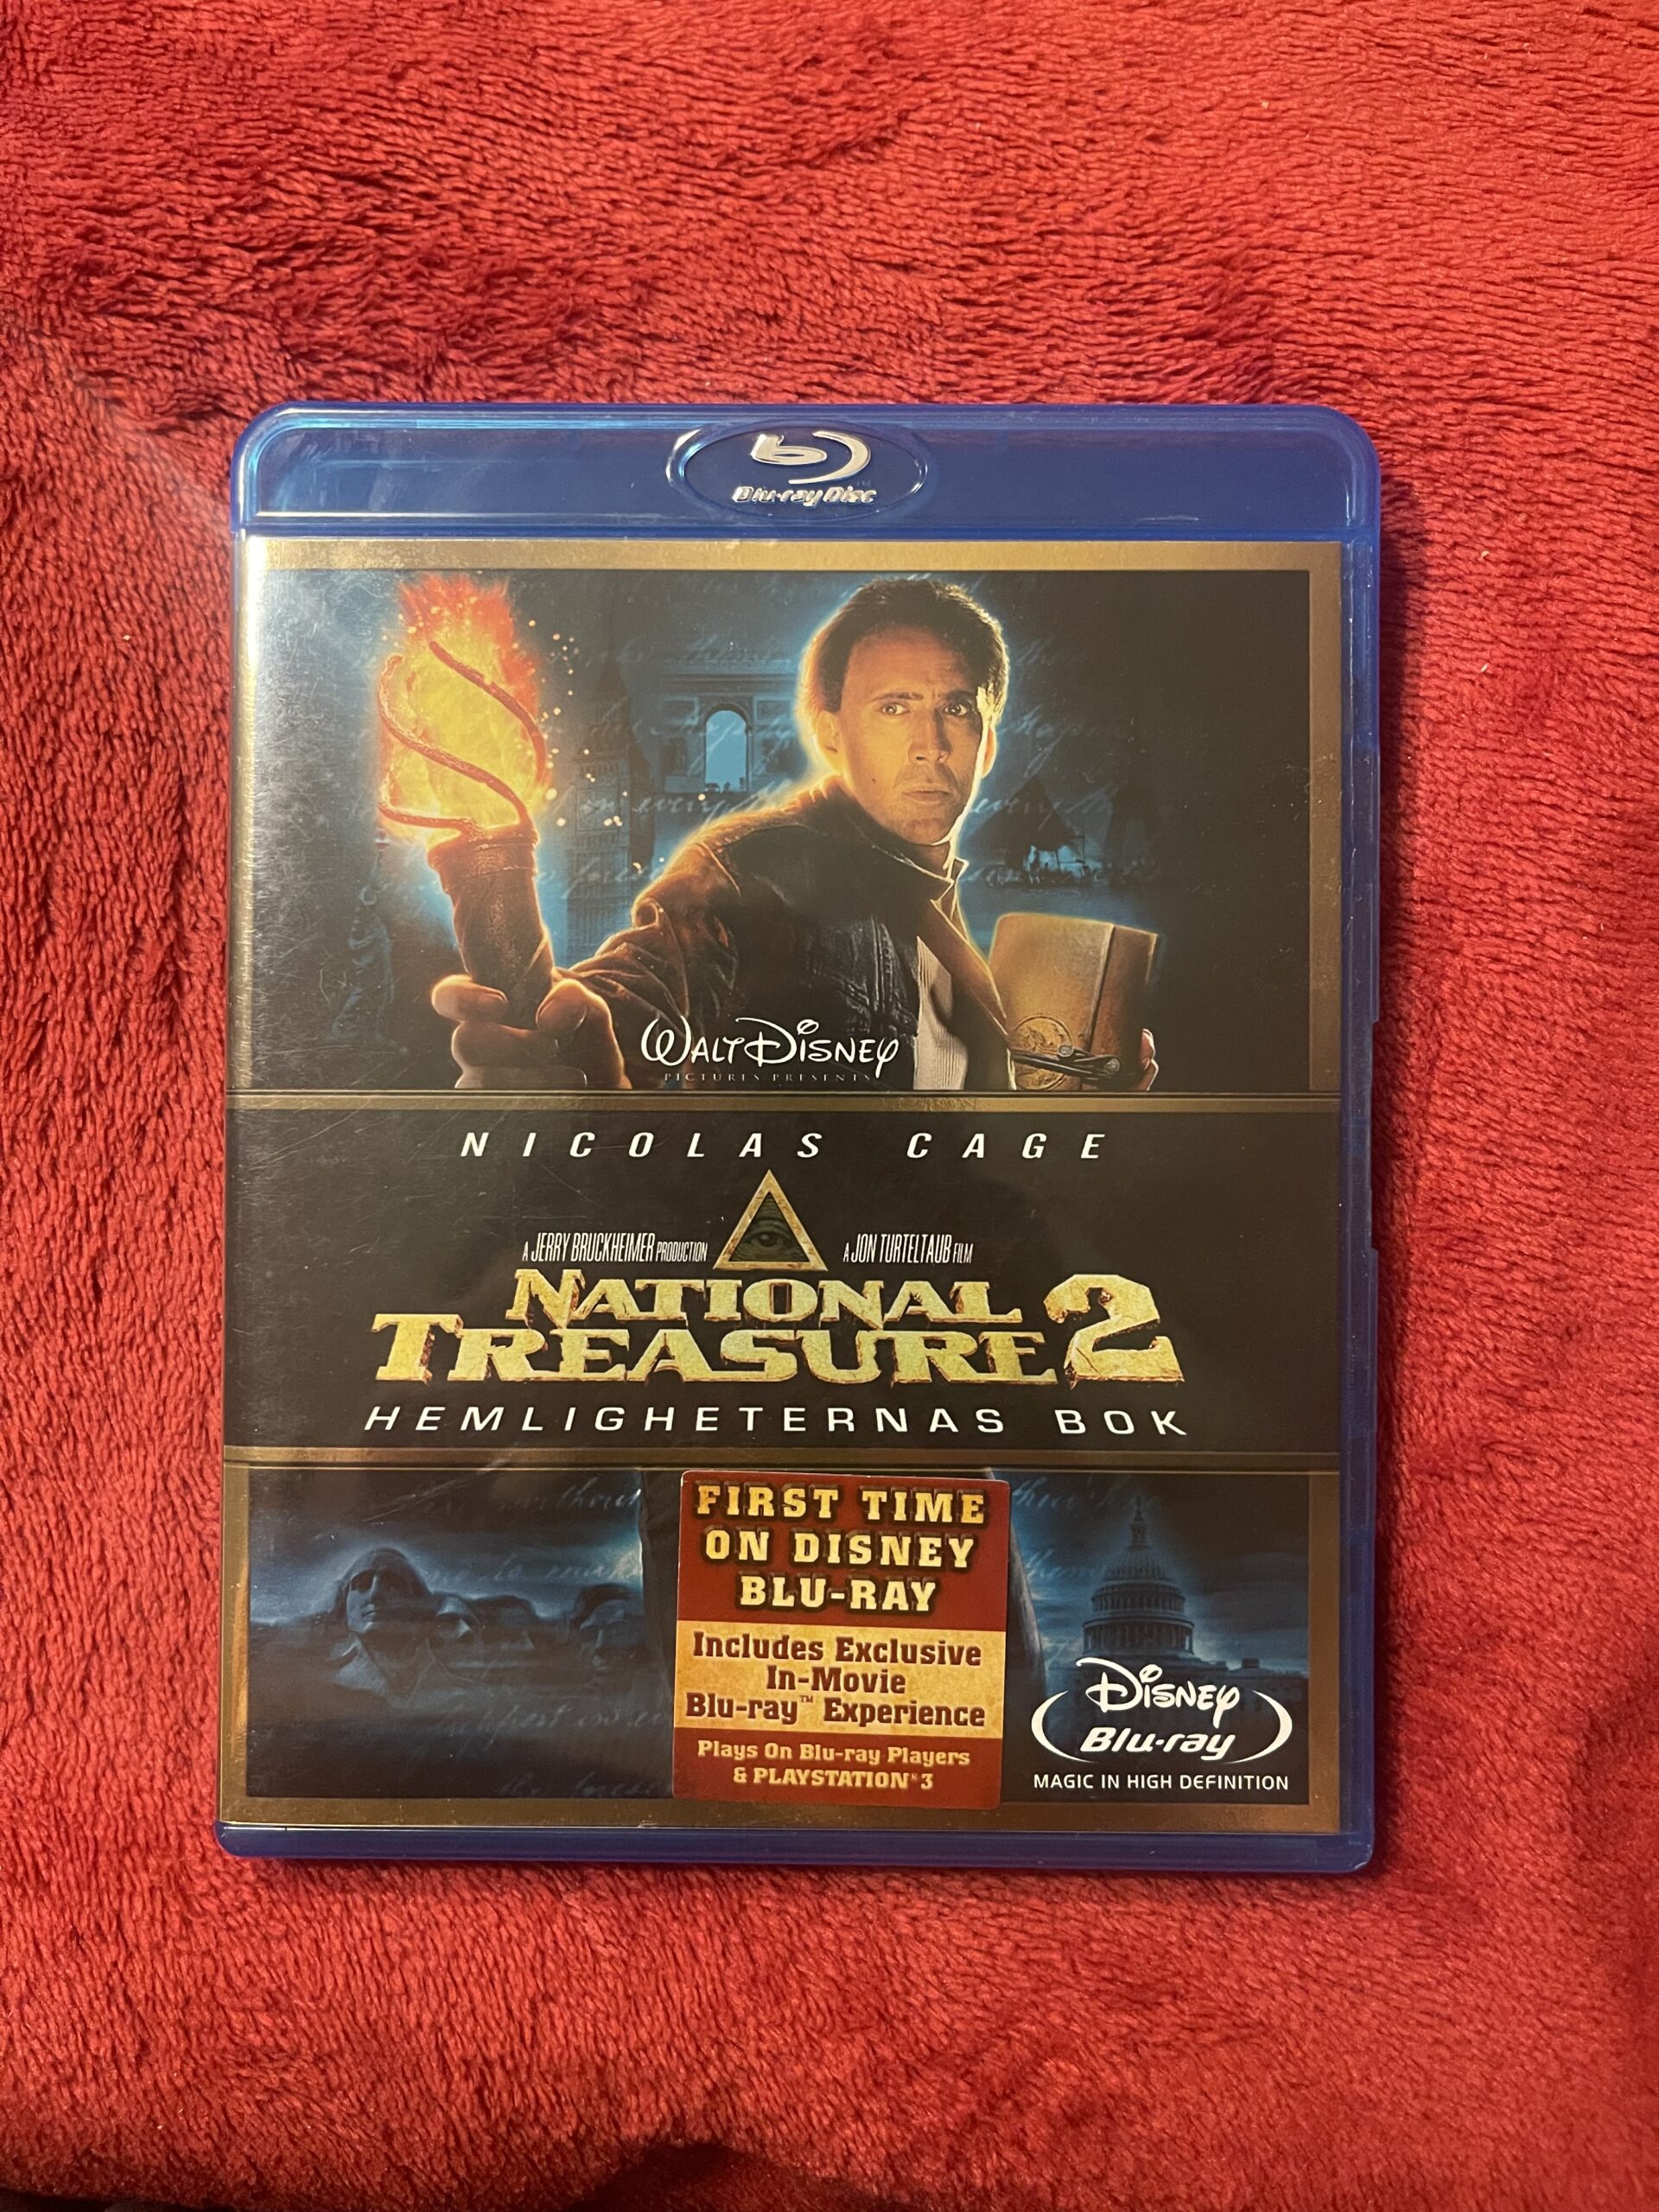 Blu-ray Disc
WALT DISNEY
PICTURES PRESENTS
NICOLAS CAGE
A JERRY BRUCKHEIMER PRODUCTION
A JON TURTELTAUB FILM
NATIONAL
TREASURE 2
HEMLIGHETERNAS BOK
FIRST TIME
ON DISNEY
BLU-RAY
Includes Exclusive
In-Movie
Blu-ray™ Experience
Plays On Blu-ray Players
& PLAYSTATION® 3
DISNEY
Blu-ray
MAGIC IN HIGH DEFINITION